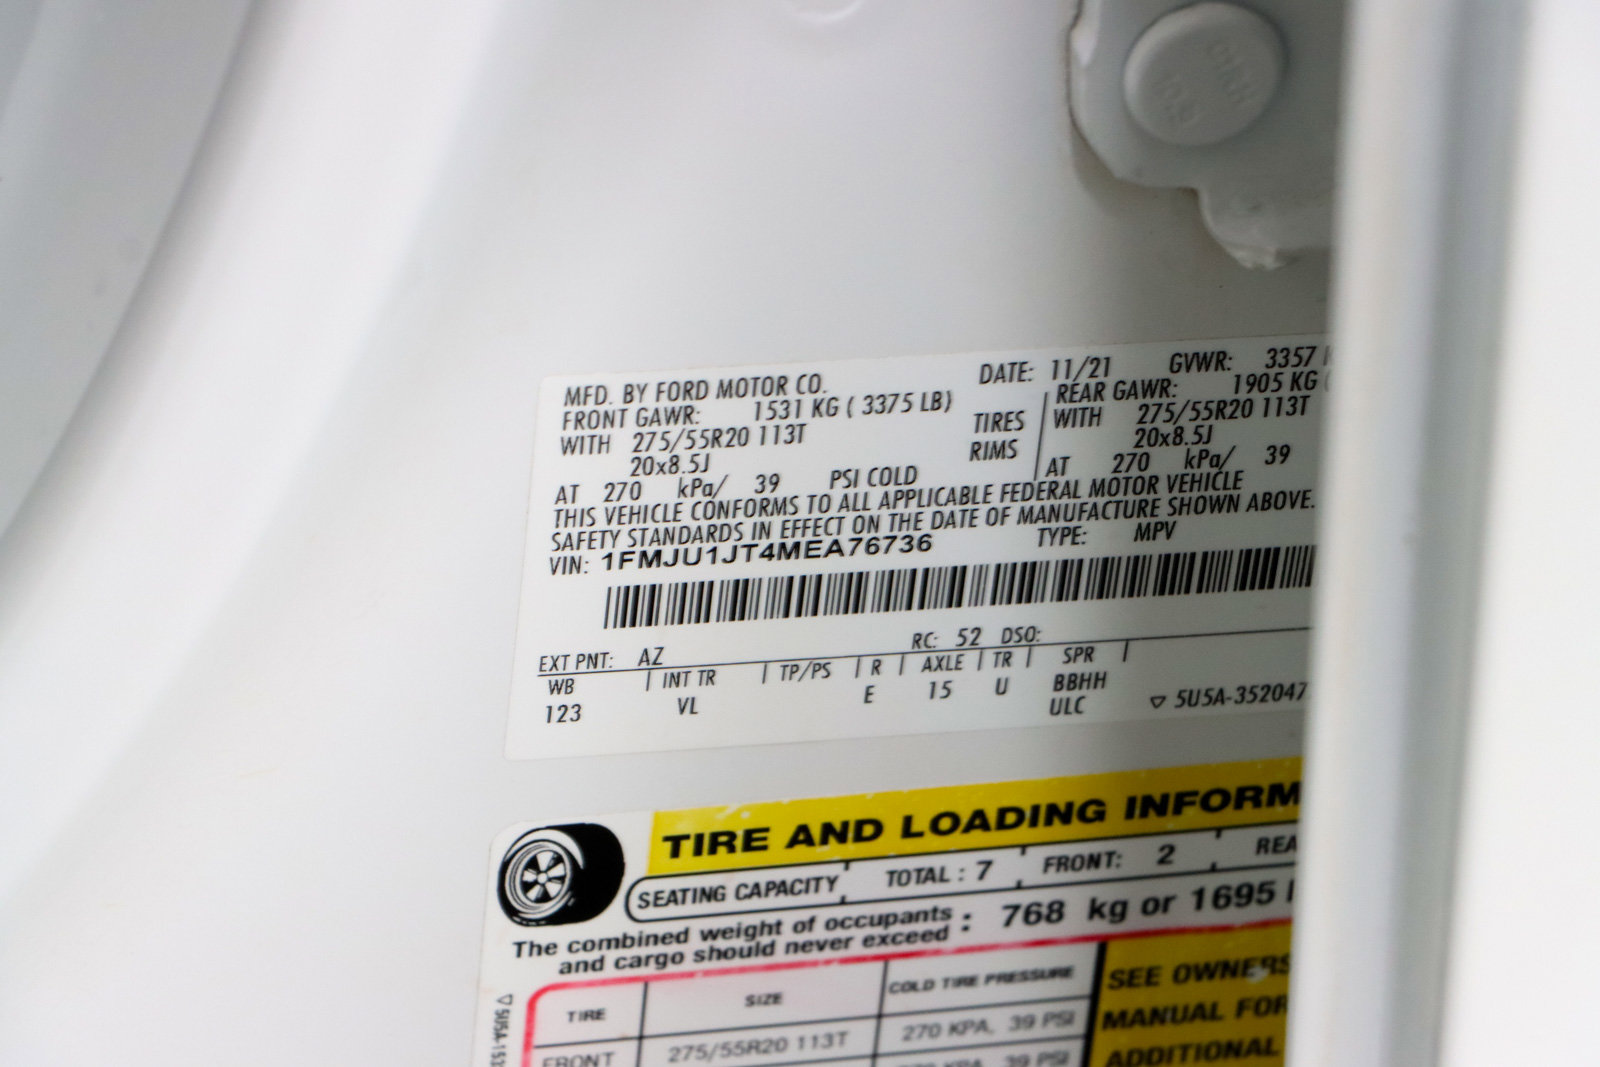 MFD. BY FORD MOTOR CO. DATE: 11/21 GVWR: 3357
FRONT GAWR: 1531 KG ( 3375 LB) REAR GAWR: 1905 KG (
WITH 275/55R20 113T TIRES WITH 275/55R20 113T
20x8.5J RIMS 20x8.5J
AT 270 kPa/ 39 PSI COLD AT 270 kPa/ 39
THIS VEHICLE CONFORMS TO ALL APPLICABLE FEDERAL MOTOR VEHICLE
SAFETY STANDARDS IN EFFECT ON THE DATE OF MANUFACTURE SHOWN ABOVE.
VIN: 1FMJU1JT4MEA76736 TYPE: MPV
EXT PNT: AZ RC: 52 DSO:
WB INT TR TP/PS R AXLE TR SPR
123 VL E 15 U BBHH
ULC ▽ 5U5A-352047
TIRE AND LOADING INFORM
SEATING CAPACITY TOTAL : 7 FRONT: 2 REA
The combined weight of occupants
and cargo should never exceed : 768 kg or 1695
TIRE SIZE COLD TIRE PRESSURE SEE OWNERS
FRONT 275/55R20 113T 270 KPA, 39 PSI MANUAL FOR
39 PSI ADDITIONAL
▽5U5A-153